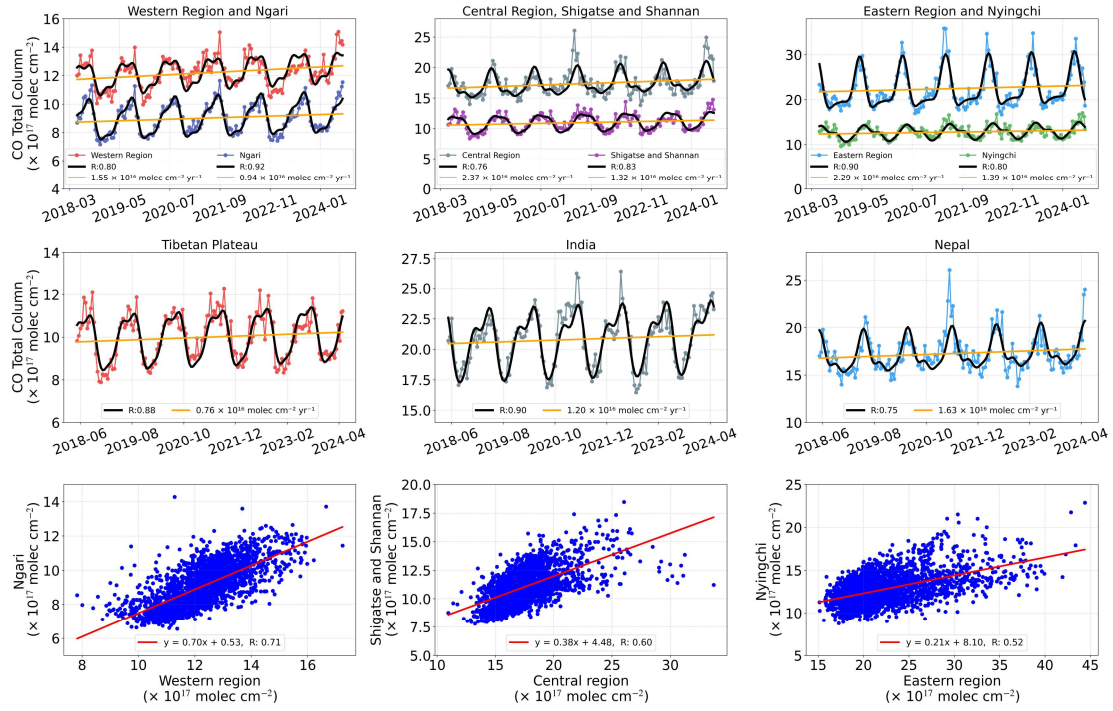 Western Region and Ngari
CO Total Column
(× 10¹⁷ molec cm⁻²)
16
14
12
10
8
6
4
Western Region
Ngari
R:0.80
R:0.92
1.55 × 10¹⁶ molec cm⁻² yr⁻¹
0.94 × 10¹⁶ molec cm⁻² yr⁻¹
2018-03
2019-05
2020-07
2021-09
2022-11
2024-01
Central Region, Shigatse and Shannan
25
20
15
10
5
0
Central Region
Shigatse and Shannan
R:0.76
R:0.83
2.37 × 10¹⁶ molec cm⁻² yr⁻¹
1.32 × 10¹⁶ molec cm⁻² yr⁻¹
2018-03
2019-05
2020-07
2021-09
2022-11
2024-01
Eastern Region and Nyingchi
30
20
10
0
Eastern Region
Nyingchi
R:0.90
R:0.80
2.29 × 10¹⁶ molec cm⁻² yr⁻¹
1.39 × 10¹⁶ molec cm⁻² yr⁻¹
2018-03
2019-05
2020-07
2021-09
2022-11
2024-01
Tibetan Plateau
CO Total Column
(× 10¹⁷ molec cm⁻²)
14
12
10
8
6
R:0.88
0.76 × 10¹⁶ molec cm⁻² yr⁻¹
2018-06
2019-08
2020-10
2021-12
2023-02
2024-04
India
27.5
25.0
22.5
20.0
17.5
15.0
R:0.90
1.20 × 10¹⁶ molec cm⁻² yr⁻¹
2018-06
2019-08
2020-10
2021-12
2023-02
2024-04
Nepal
25
20
15
10
R:0.75
1.63 × 10¹⁶ molec cm⁻² yr⁻¹
2018-06
2019-08
2020-10
2021-12
2023-02
2024-04
Ngari
(× 10¹⁷ molec cm⁻²)
14
12
10
8
6
y = 0.70x + 0.53, R: 0.71
8
10
12
14
16
Western region
(× 10¹⁷ molec cm⁻²)
Shigatse and Shannan
(× 10¹⁷ molec cm⁻²)
20.0
17.5
15.0
12.5
10.0
7.5
5.0
y = 0.38x + 4.48, R: 0.60
10
15
20
25
30
Central region
(× 10¹⁷ molec cm⁻²)
Nyingchi
(× 10¹⁷ molec cm⁻²)
25
20
15
10
5
y = 0.21x + 8.10, R: 0.52
15
20
25
30
35
40
45
Eastern region
(× 10¹⁷ molec cm⁻²)